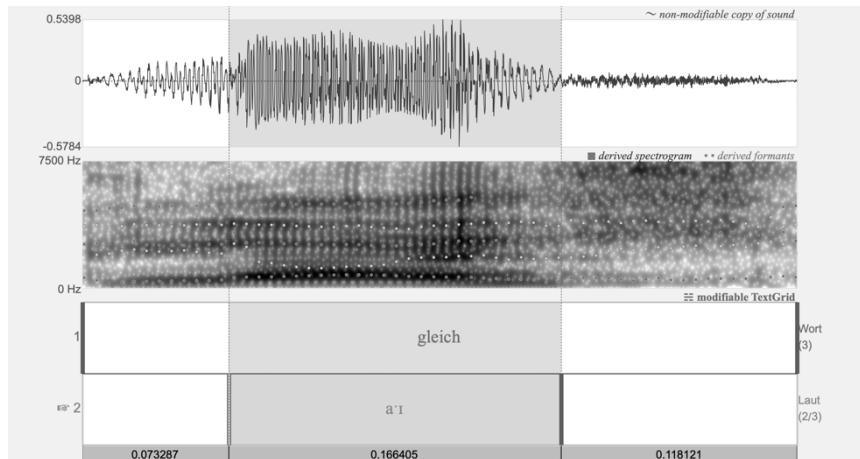 0.5398
〜 non-modifiable copy of sound
0
-0.5784
7500 Hz
derived spectrogram derived formants
0 Hz
modifiable TextGrid
1 gleich Wort
(3)
2 aˑɪ Laut
(2/3)
0.073287 0.166405 0.118121